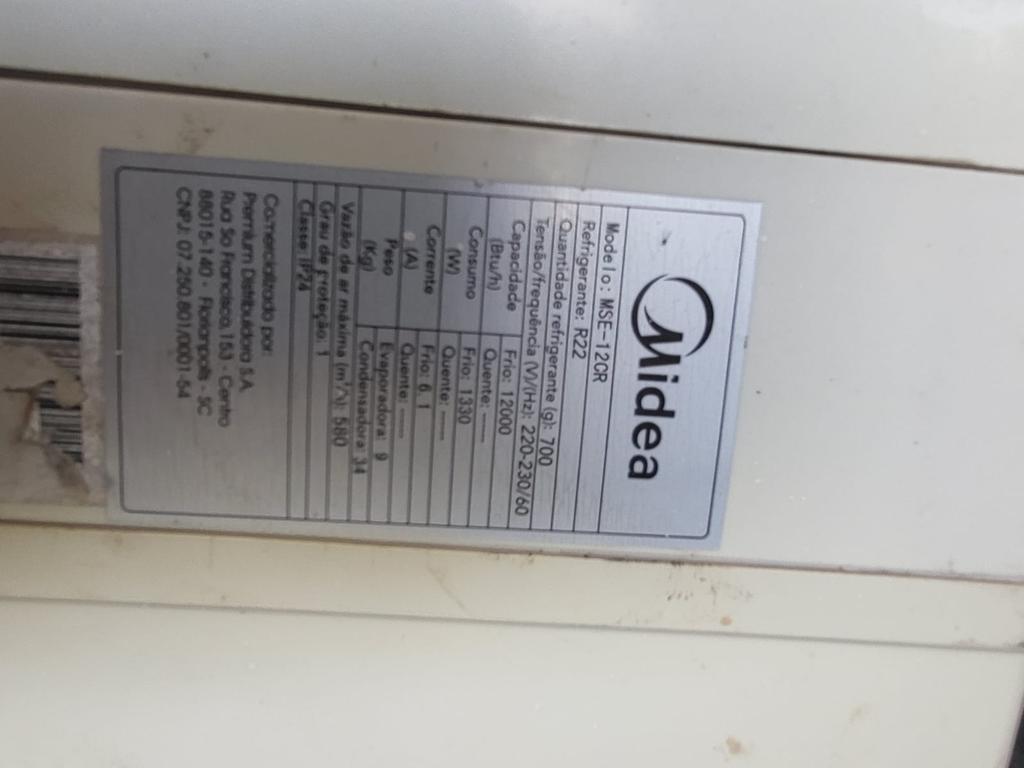 Midea
Modelo: MSE-12CR
Refrigerante: R22
Quantidade refrigerante (g): 700
Tensão/frequência (V)/(Hz): 220-230/60
Capacidade (Btu/h) Frio: 12000
Quente: -----
Consumo (W) Frio: 1330
Quente: -----
Corrente (A) Frio: 6.1
Quente: -----
Peso (Kg) Evaporadora: 9
Condensadora: 34
Vazão de ar máxima (m³/h): 580
Grau de proteção: 1
Classe: IP24
Comercializado por:
Premium Distribuidora S.A.
Rua São Francisco, 153 - Centro
88015-140 - Florianpolis - SC
CNPJ: 07.250.801/0001-54